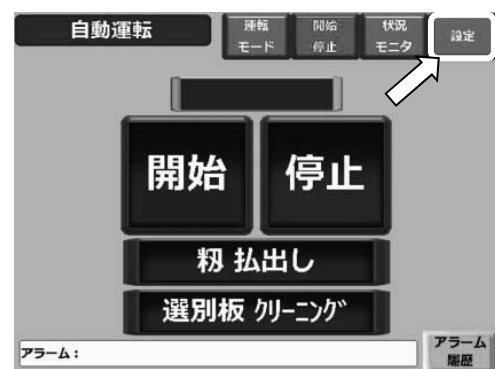 自動運転
運転
モード
開始
停止
状況
モニタ
設定
開始
停止
籾 払出し
選別板 ｸﾘｰﾆﾝｸﾞ
アラーム：
アラーム
履歴